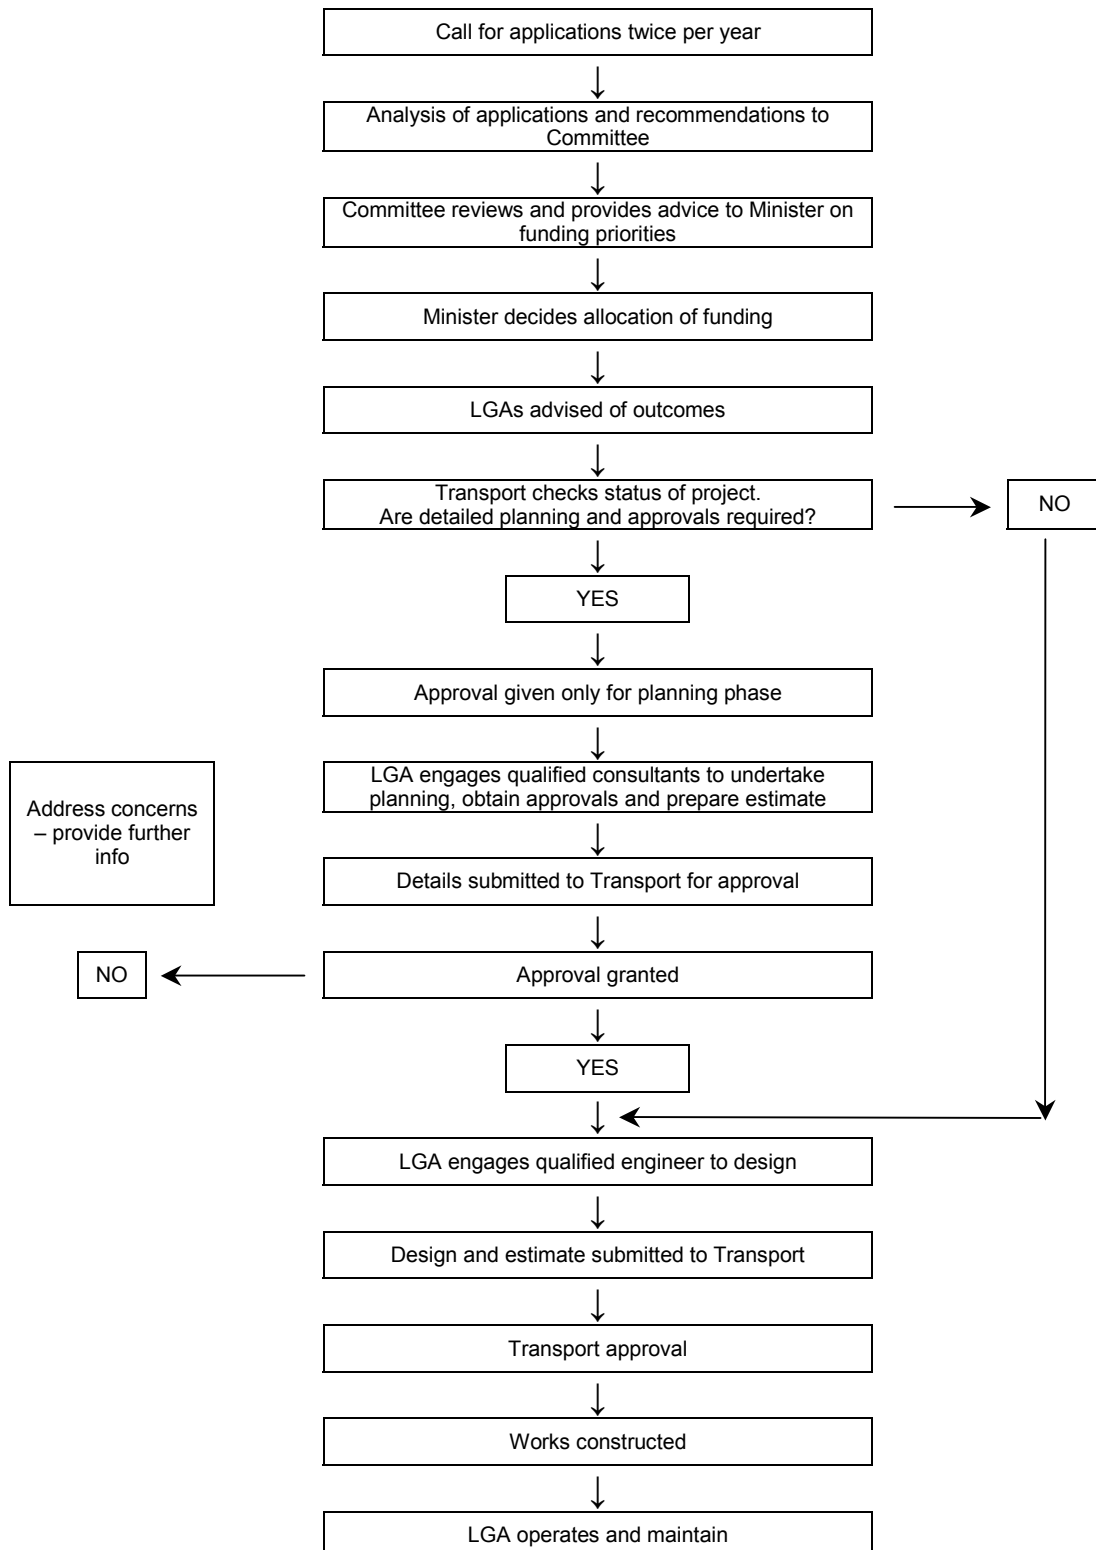 Call for applications twice per year
Analysis of applications and recommendations to
Committee
Committee reviews and provides advice to Minister on
funding priorities
Minister decides allocation of funding
LGAs advised of outcomes
Transport checks status of project.
Are detailed planning and approvals required?
NO
YES
Approval given only for planning phase
LGA engages qualified consultants to undertake
planning, obtain approvals and prepare estimate
Address concerns
– provide further
info
Details submitted to Transport for approval
NO
Approval granted
YES
LGA engages qualified engineer to design
Design and estimate submitted to Transport
Transport approval
Works constructed
LGA operates and maintain